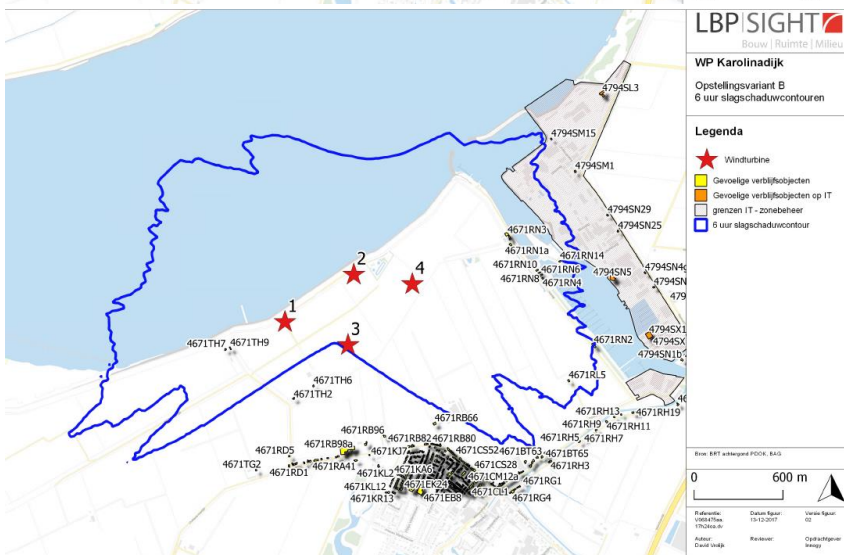 LBP|SIGHT
Bouw | Ruimte | Milieu
WP Karolinadijk
Opstellingsvariant B
6 uur slagschaduwcontouren
Legenda
Windturbine
Gevoelige verblijfsobjecten
Gevoelige verblijfsobjecten op IT
grenzen IT - zonebeheer
6 uur slagschaduwcontour
4794SL3
4794SM15
4794SM1
4794SN29
4794SN25
4671RN3
4671RN1a
4671RN14
4671RN10
4671RN6
4671RN8
4671RN4
4794SN5
2
4
1
3
4794SX1
4794SX
4794SN1b
4671RN2
4671TH7
4671TH9
4671RL5
4671TH6
4671TH2
4671RH13
4671RH19
4671RH9
4671RH11
4671RB66
4671RB96
4671RB82
4671RB80
4671RH5
4671RH7
4671RB98a
4671KJ7
4671CS52
4671BT63
4671BT65
4671RD5
4671RA41
4671CS28
4671RH3
4671TG2
4671RD1
4671KL2
4671KA6
4671CM12a
4671RG1
4671KL12
4671EK24
4671CL1
4671KR13
4671EB8
4671RG4
Bron: BRT achtergrond PDOK, BAG
0
600 m
Referentie:
Datum figuur:
13-12-2017
Versie figuur:
02
Auteur:
Reviewer:
Opdrachtgever